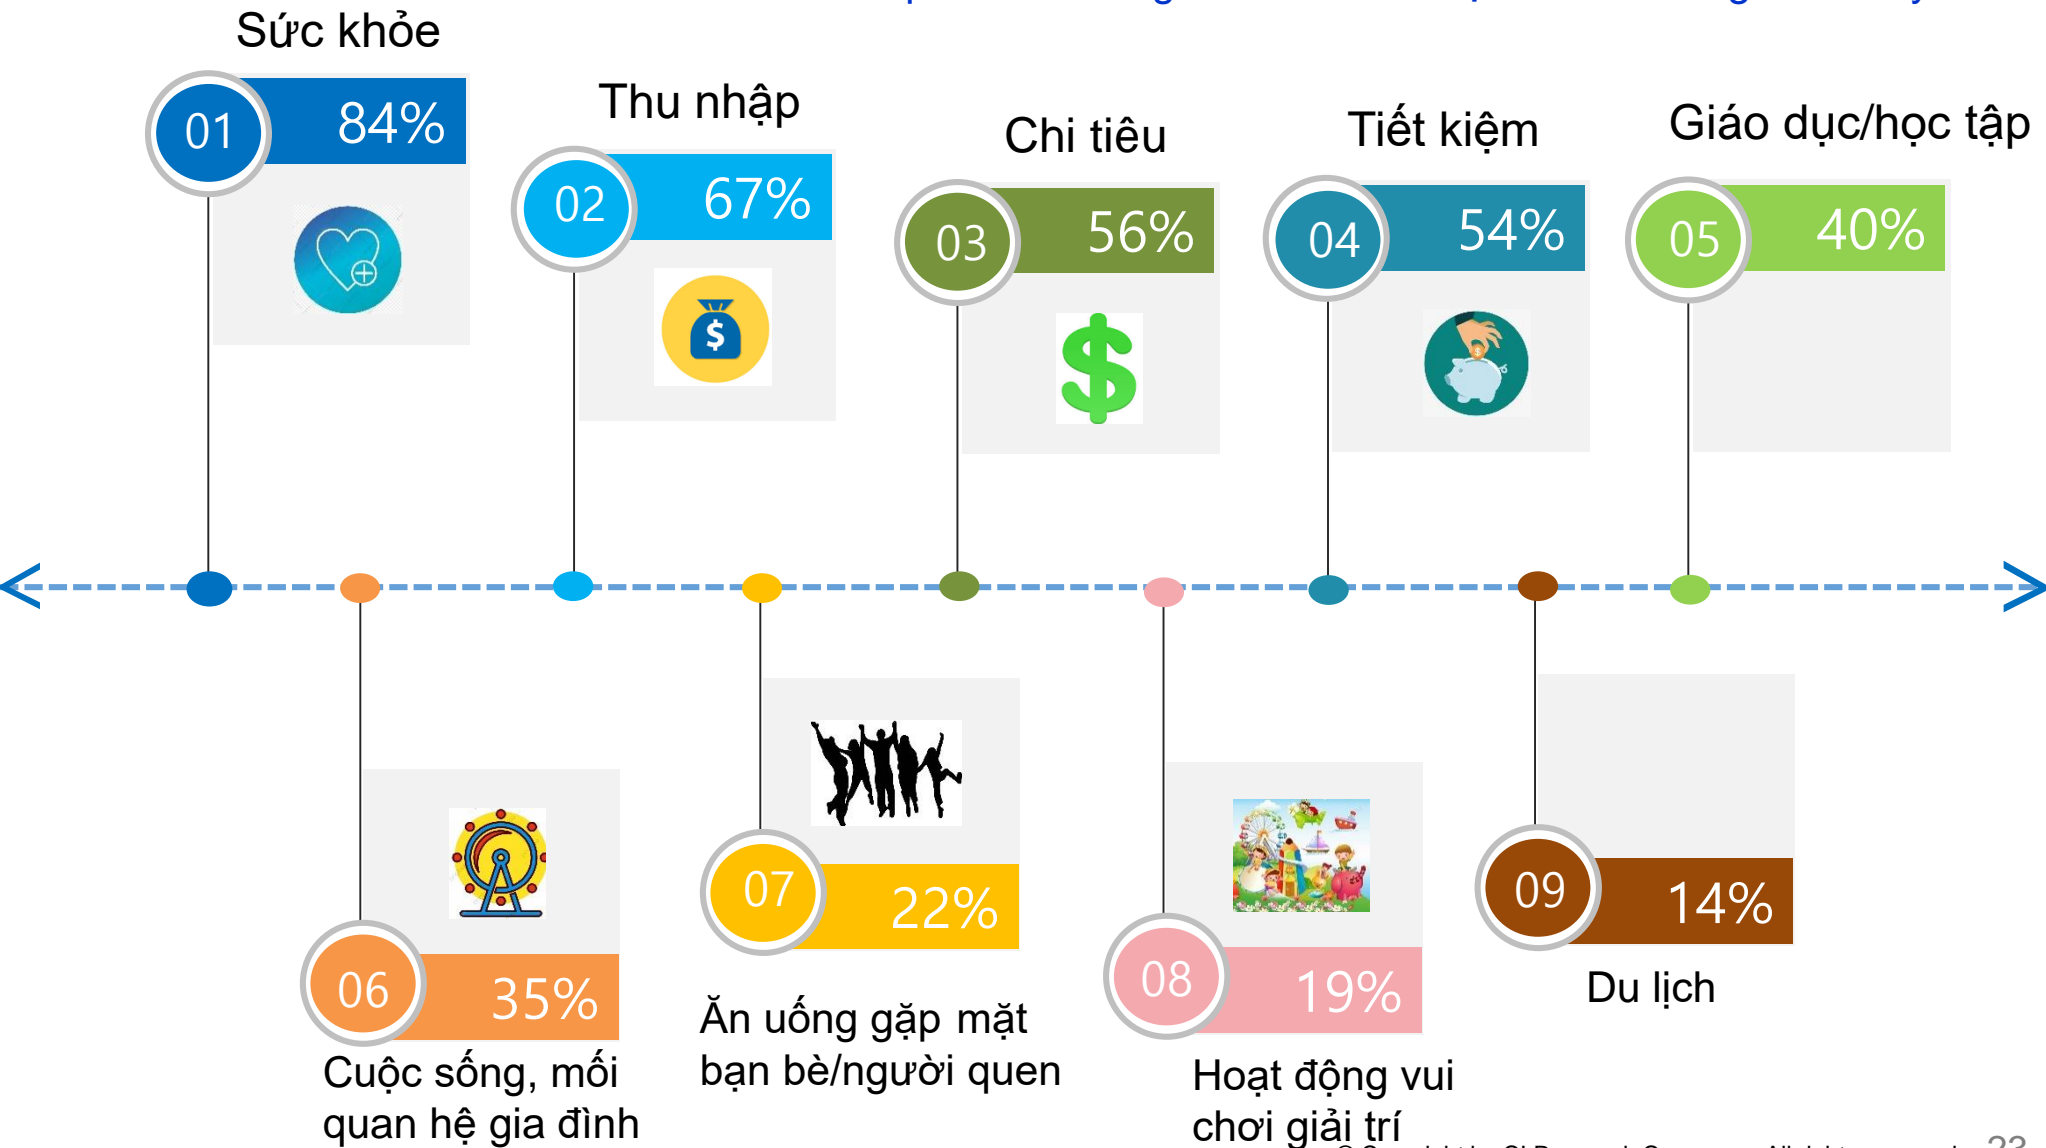 Sức khỏe
01
84%
Thu nhập
02
67%
Chi tiêu
03
56%
Tiết kiệm
04
54%
Giáo dục/học tập
05
40%
06
35%
Cuộc sống, mối
quan hệ gia đình
07
22%
Ăn uống gặp mặt
bạn bè/người quen
08
19%
Hoạt động vui
chơi giải trí
09
14%
Du lịch
23